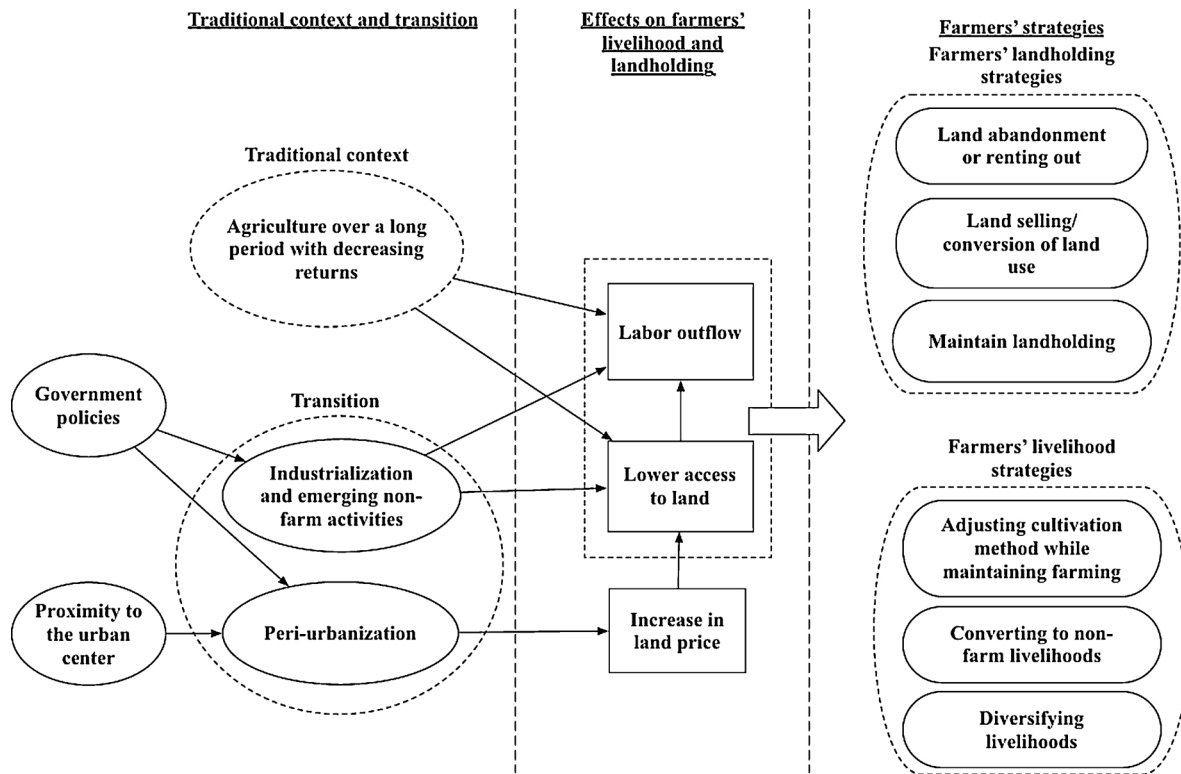 Traditional context and transition
Effects on farmers'
livelihood and
landholding
Farmers' strategies
Farmers' landholding
strategies
Land abandonment
or renting out
Land selling/
conversion of land
use
Maintain landholding
Traditional context
Agriculture over a long
period with decreasing
returns
Labor outflow
Government
policies
Transition
Industrialization
and emerging non-
farm activities
Lower access
to land
Proximity to
the urban
center
Peri-urbanization
Increase in
land price
Farmers' livelihood
strategies
Adjusting cultivation
method while
maintaining farming
Converting to non-
farm livelihoods
Diversifying
livelihoods